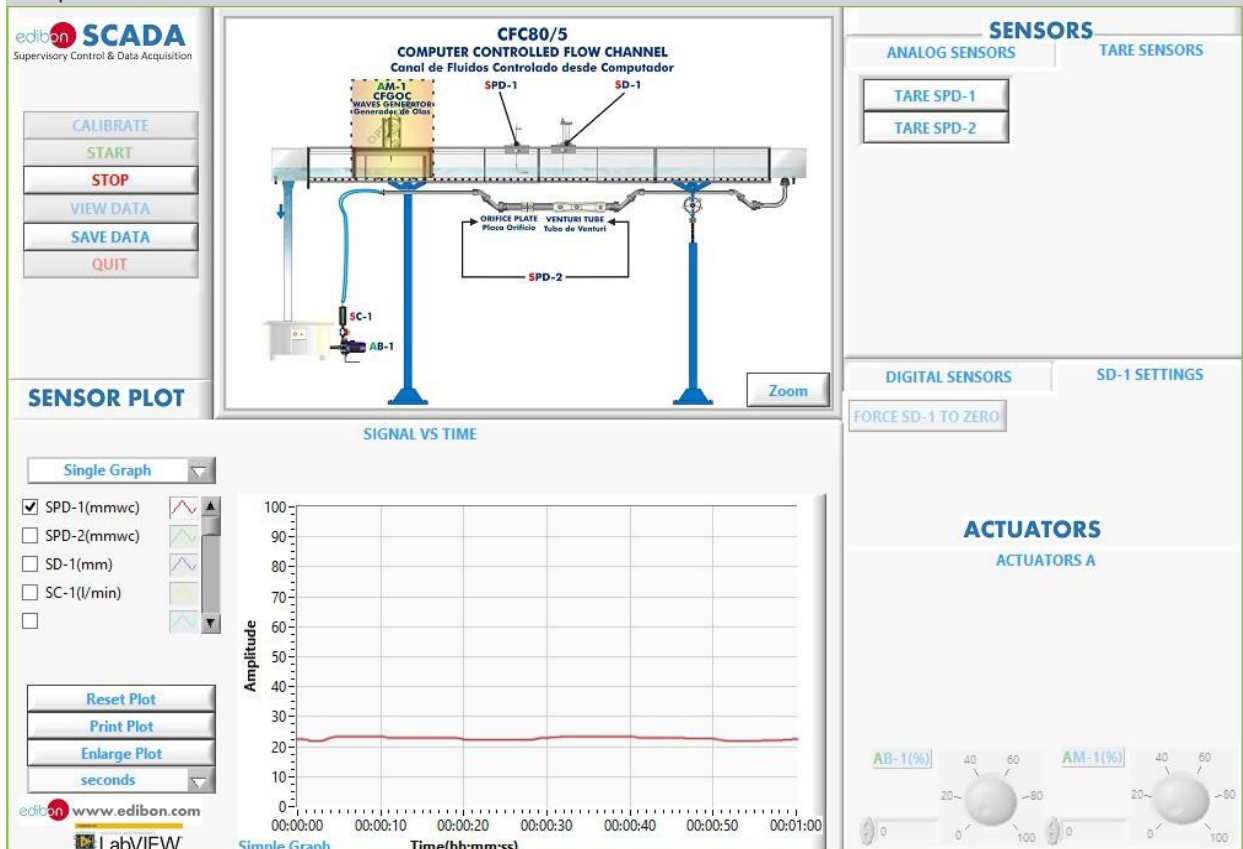 edibon SCADA
Supervisory Control & Data Acquisition
CALIBRATE
START
STOP
VIEW DATA
SAVE DATA
QUIT
CFC80/5
COMPUTER CONTROLLED FLOW CHANNEL
Canal de Fluidos Controlado desde Computador
AM-1
CFGOC
WAVES GENERATOR
Generador de Olas
SPD-1
SD-1
ORIFICE PLATE
Placa Orificio
VENTURI TUBE
Tubo de Venturi
SPD-2
SC-1
AB-1
Zoom
SENSORS
ANALOG SENSORS
TARE SENSORS
TARE SPD-1
TARE SPD-2
DIGITAL SENSORS
SD-1 SETTINGS
FORCE SD-1 TO ZERO
ACTUATORS
ACTUATORS A
AB-1(%)
0
20
40
60
80
100
0
AM-1(%)
0
20
40
60
80
100
0
SENSOR PLOT
SIGNAL VS TIME
Single Graph
SPD-1(mmwc)
SPD-2(mmwc)
SD-1(mm)
SC-1(l/min)
Reset Plot
Print Plot
Enlarge Plot
seconds
edibon www.edibon.com
LabVIEW
Amplitude
100
90
80
70
60
50
40
30
20
10
0
00:00:00 00:00:10 00:00:20 00:00:30 00:00:40 00:00:50 00:01:00
Simple Graph
Time(hh:mm:ss)